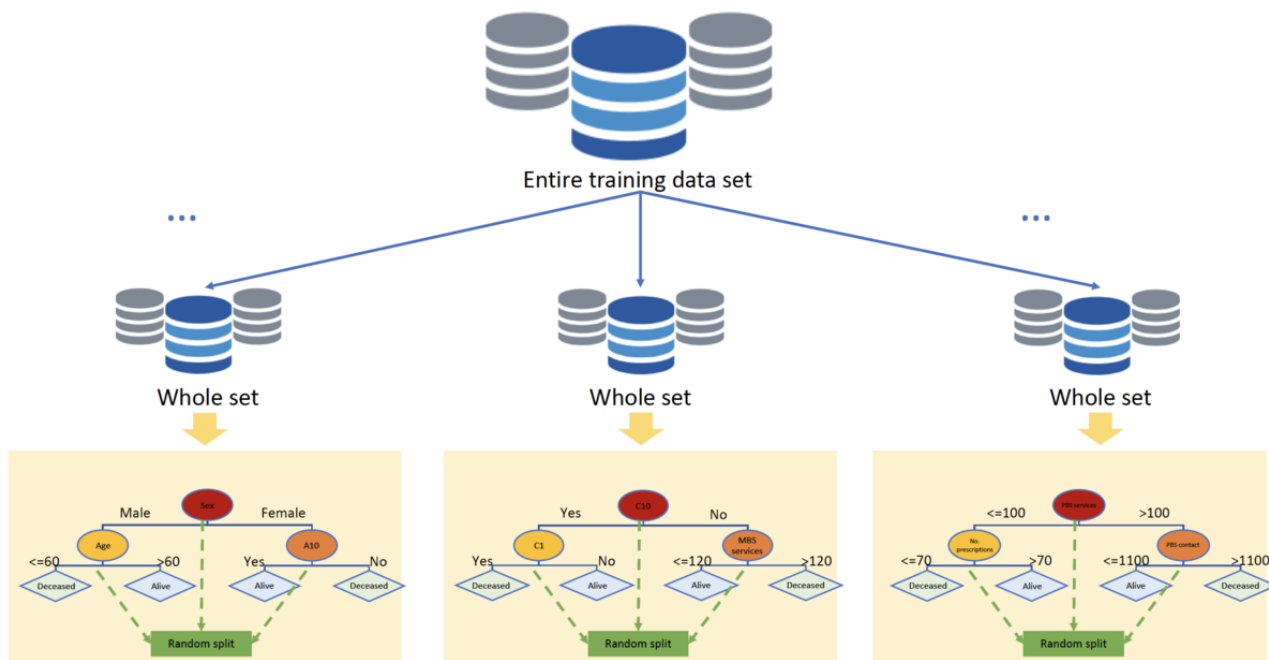 Entire training data set
...
...
Whole set
Whole set
Whole set
Sex
Male
Female
Age
A10
<=60
>60
Yes
No
Deceased
Alive
Alive
Deceased
Random split
C10
Yes
No
C1
MBS
services
Yes
No
<=120
>120
Deceased
Alive
Alive
Deceased
Random split
PBS services
<=100
>100
No.
prescriptions
PBS contact
<=70
>70
<=1100
>1100
Deceased
Alive
Alive
Deceased
Random split